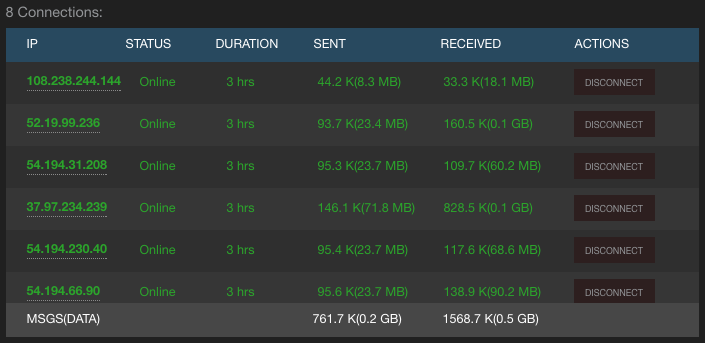 8 Connections:
IP STATUS DURATION SENT RECEIVED ACTIONS
108.238.244.144 Online 3 hrs 44.2 K(8.3 MB) 33.3 K(18.1 MB) DISCONNECT
52.19.99.236 Online 3 hrs 93.7 K(23.4 MB) 160.5 K(0.1 GB) DISCONNECT
54.194.31.208 Online 3 hrs 95.3 K(23.7 MB) 109.7 K(60.2 MB) DISCONNECT
37.97.234.239 Online 3 hrs 146.1 K(71.8 MB) 828.5 K(0.1 GB) DISCONNECT
54.194.230.40 Online 3 hrs 95.4 K(23.7 MB) 117.6 K(68.6 MB) DISCONNECT
54.194.66.90 Online 3 hrs 95.6 K(23.7 MB) 138.9 K(90.2 MB) DISCONNECT
MSGS(DATA) 761.7 K(0.2 GB) 1568.7 K(0.5 GB)